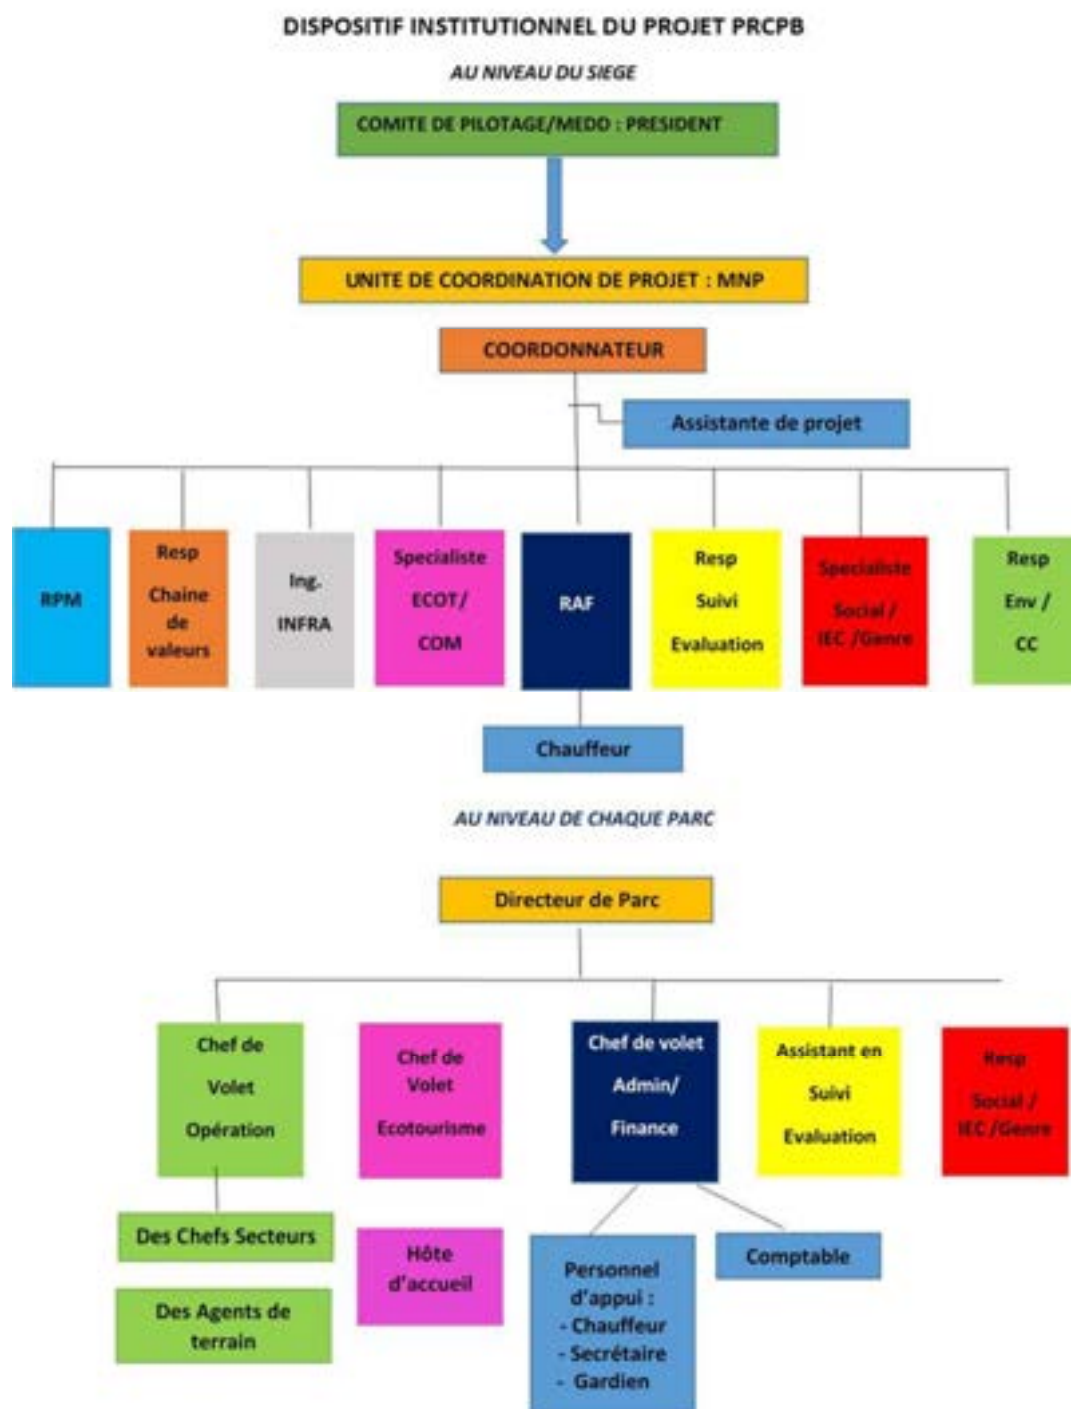 DISPOSITIF INSTITUTIONNEL DU PROJET PRCPB
AU NIVEAU DU SIEGE
COMITE DE PILOTAGE/MEDD : PRESIDENT
UNITE DE COORDINATION DE PROJET : MNP
COORDONNATEUR
Assistante de projet
RPM
Resp
Chaine
de
valeurs
Ing.
INFRA
Specialiste
ECOT/
COM
RAF
Resp
Suivi
Evaluation
Specialiste
Social /
IEC /Genre
Resp
Env /
CC
Chauffeur
AU NIVEAU DE CHAQUE PARC
Directeur de Parc
Chef de
Volet
Opération
Chef de
Volet
Ecotourisme
Chef de volet
Admin/
Finance
Assistant en
Suivi
Evaluation
Resp
Social /
IEC /Genre
Des Chefs Secteurs
Des Agents de
terrain
Hôte
d'accueil
Personnel
d'appui :
- Chauffeur
- Secrétaire
- Gardien
Comptable